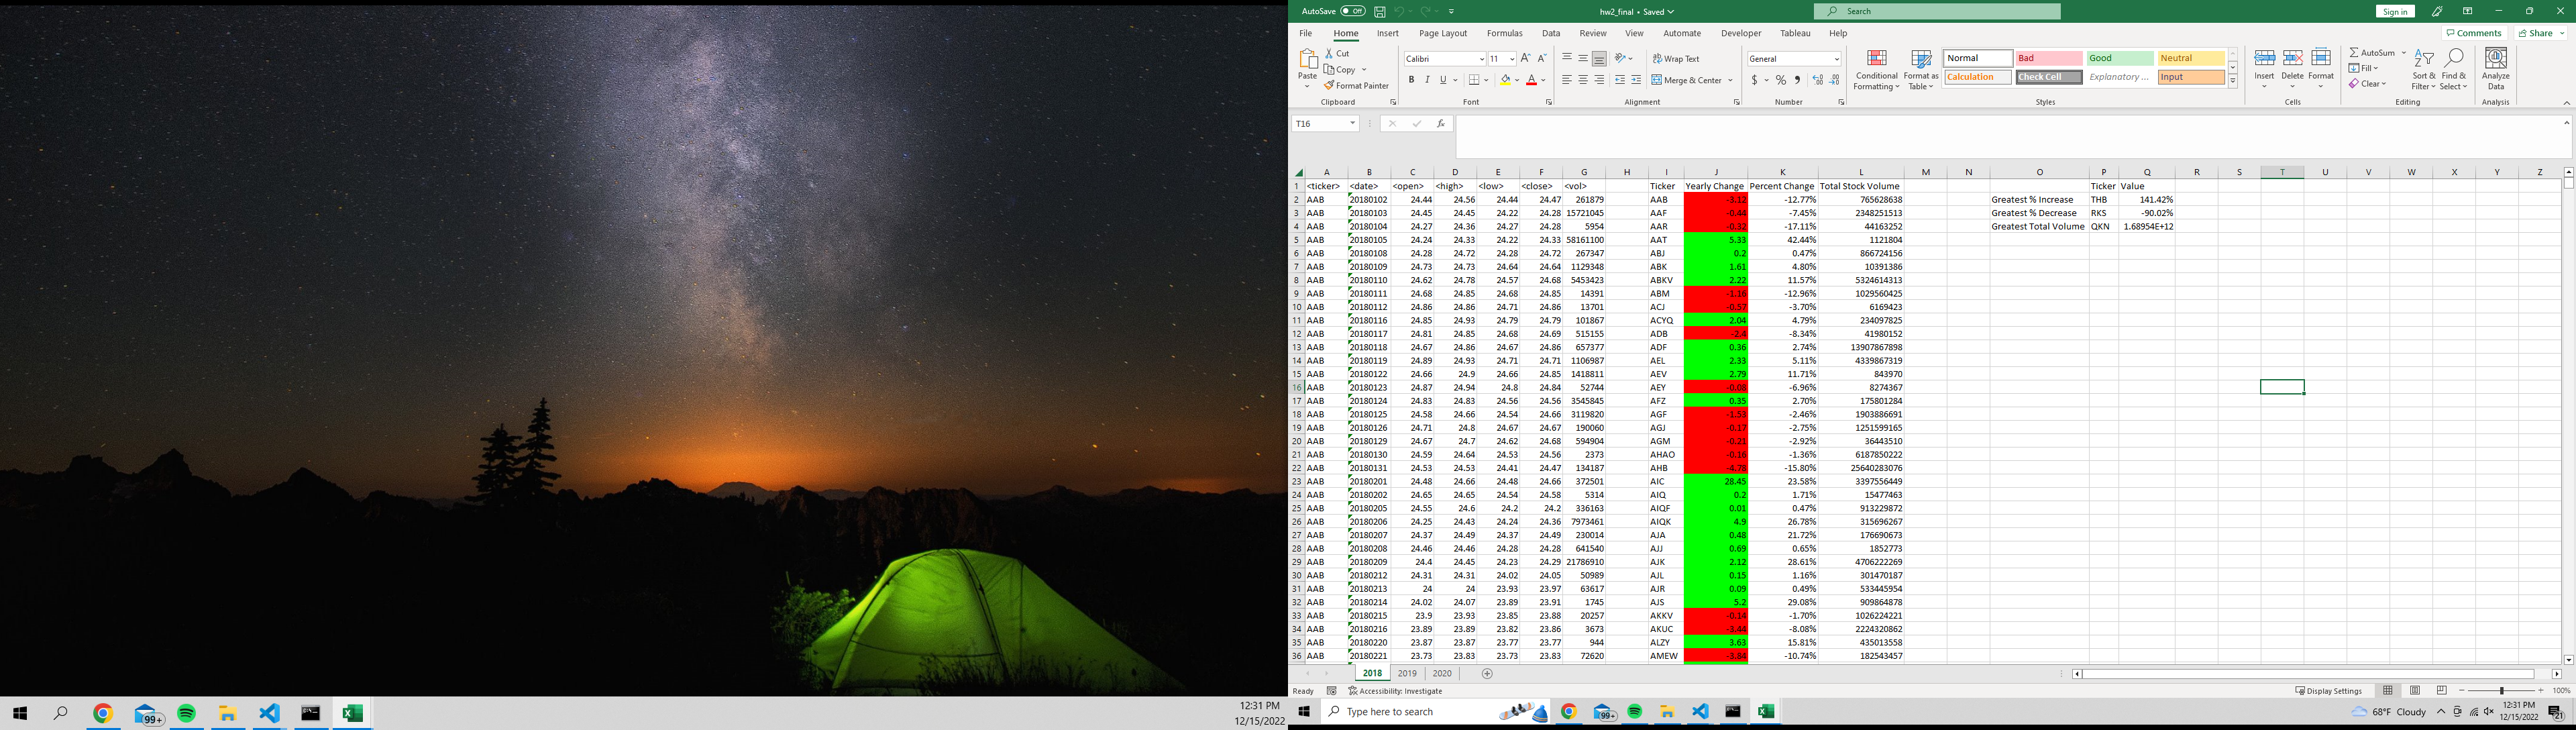 AutoSave Off hw2_final • Saved Search Sign in
File Home Insert Page Layout Formulas Data Review View Automate Developer Tableau Help Comments Share
Paste Cut Copy Format Painter Calibri 11 Wrap Text Merge & Center General Conditional Formatting Format as Table Normal Bad Good Neutral Calculation Check Cell Explanatory ... Input Insert Delete Format AutoSum Fill Clear Sort & Filter Find & Select Analyze Data
Clipboard Font Alignment Number Styles Cells Editing Analysis
T16
A B C D E F G H I J K L M N O P Q R S T U V W X Y Z
1 <ticker> <date> <open> <high> <low> <close> <vol> Ticker Yearly Change Percent Change Total Stock Volume Ticker Value
2 AAB 20180102 24.44 24.56 24.44 24.47 261879 AAB -3.12 -12.77% 765628638 Greatest % Increase THB 141.42%
3 AAB 20180103 24.45 24.45 24.22 24.28 15721045 AAF -0.44 -7.45% 2348251513 Greatest % Decrease RKS -90.02%
4 AAB 20180104 24.27 24.36 24.27 24.28 5954 AAR -0.32 -17.11% 44163252 Greatest Total Volume QKN 1.68954E+12
5 AAB 20180105 24.24 24.33 24.22 24.33 58161100 AAT 5.33 42.44% 1121804
6 AAB 20180108 24.28 24.72 24.28 24.72 267347 ABJ 0.2 0.47% 866724156
7 AAB 20180109 24.73 24.73 24.64 24.64 1129348 ABK 1.61 4.80% 10391386
8 AAB 20180110 24.62 24.78 24.57 24.68 5453423 ABKV 2.22 11.57% 5324614313
9 AAB 20180111 24.68 24.85 24.68 24.85 14391 ABM -1.16 -12.96% 1029560425
10 AAB 20180112 24.86 24.86 24.71 24.86 13701 ACJ -0.57 -3.70% 6169423
11 AAB 20180116 24.85 24.93 24.79 24.79 101867 ACYQ 2.04 4.79% 234097825
12 AAB 20180117 24.81 24.85 24.68 24.69 515155 ADB -2.4 -8.34% 41980152
13 AAB 20180118 24.67 24.86 24.67 24.86 657377 ADF 0.36 2.74% 13907867898
14 AAB 20180119 24.89 24.93 24.71 24.71 1106987 AEL 2.33 5.11% 4339867319
15 AAB 20180122 24.66 24.9 24.66 24.85 1418811 AEV 2.79 11.71% 843970
16 AAB 20180123 24.87 24.94 24.8 24.84 52744 AEY -0.98 -6.96% 8274367
17 AAB 20180124 24.83 24.83 24.56 24.56 3545845 AFZ 0.35 2.70% 175801284
18 AAB 20180125 24.58 24.66 24.54 24.66 3119820 AGF -1.53 -2.46% 1903886691
19 AAB 20180126 24.71 24.8 24.67 24.67 190060 AGJ -0.17 -2.75% 1251599165
20 AAB 20180129 24.67 24.7 24.62 24.68 594904 AGM -0.21 -2.92% 36443510
21 AAB 20180130 24.59 24.64 24.53 24.56 2373 AHAO -0.16 -1.36% 6187850222
22 AAB 20180131 24.53 24.53 24.41 24.47 134187 AHB -4.78 -15.80% 25640283076
23 AAB 20180201 24.48 24.66 24.48 24.66 372501 AIC 28.45 23.58% 3397556449
24 AAB 20180202 24.65 24.65 24.54 24.58 5314 AIQ 0.2 1.71% 15477463
25 AAB 20180205 24.55 24.6 24.2 24.2 336163 AIQF 0.01 0.47% 913229872
26 AAB 20180206 24.25 24.43 24.24 24.36 7973461 AIQK 4.9 26.78% 315696267
27 AAB 20180207 24.37 24.49 24.37 24.49 230014 AJA 0.48 21.72% 176690673
28 AAB 20180208 24.46 24.46 24.28 24.28 641540 AJJ 0.69 0.65% 1852773
29 AAB 20180209 24.4 24.45 24.23 24.29 21786910 AJK 2.12 28.61% 4706222269
30 AAB 20180212 24.31 24.31 24.02 24.05 50989 AJL 0.15 1.16% 301470187
31 AAB 20180213 24 24 23.93 23.97 63617 AJR 0.09 0.49% 533445954
32 AAB 20180214 24.02 24.07 23.89 23.91 1745 AJS 5.2 29.08% 909864878
33 AAB 20180215 23.9 23.93 23.85 23.88 20257 AKKV -0.14 -1.70% 1026224221
34 AAB 20180216 23.89 23.89 23.82 23.86 3673 AKUC -3.44 -8.08% 2224320862
35 AAB 20180220 23.87 23.87 23.77 23.77 944 ALZY 3.63 15.81% 435013558
36 AAB 20180221 23.73 23.83 23.73 23.83 72620 AMEW -3.84 -10.74% 182543457
2018 2019 2020
Ready Accessibility: Investigate Display Settings 100%
99+ 12:31 PM
12/15/2022
Type here to search 99+ 68°F Cloudy 12:31 PM
12/15/2022 21